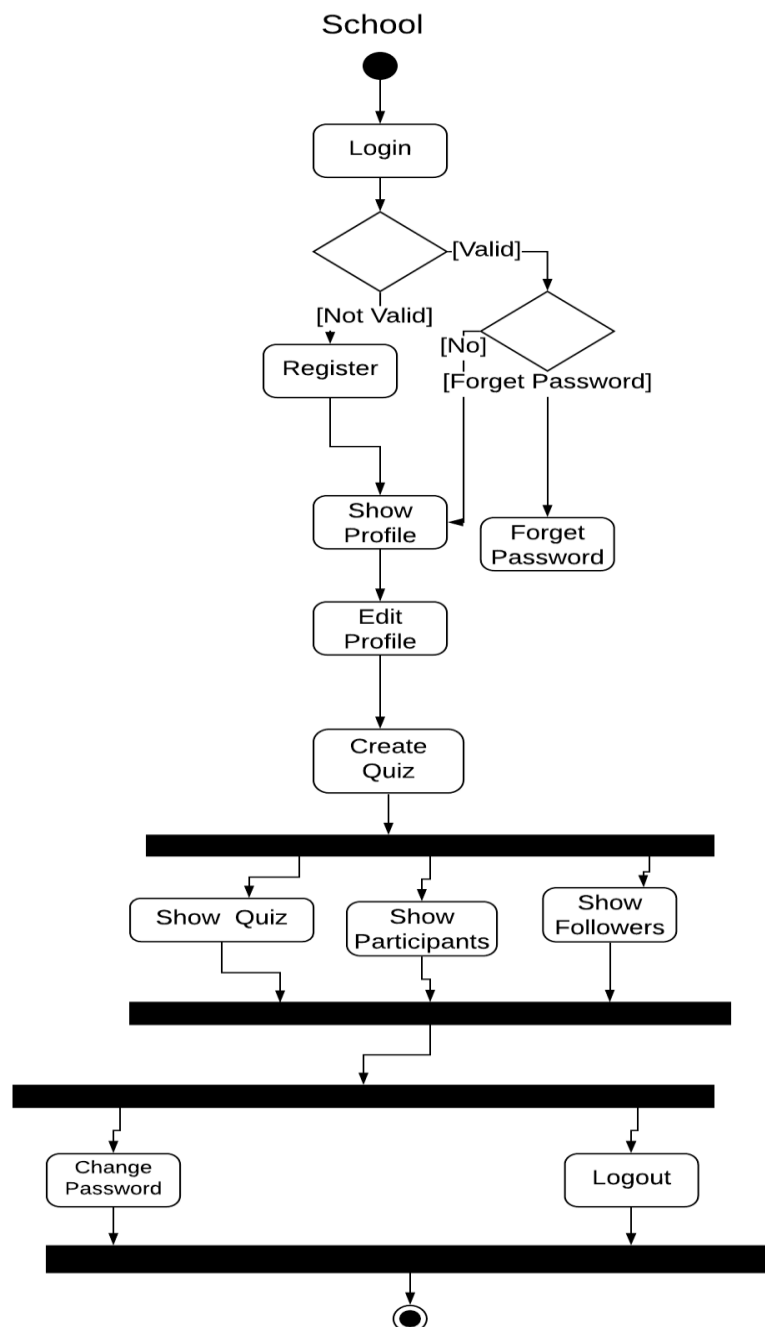 School
Login
[Valid]
[Not Valid]
[No]
Register
[Forget Password]
Show
Profile
Forget
Password
Edit
Profile
Create
Quiz
Show Quiz
Show
Participants
Show
Followers
Change
Password
Logout